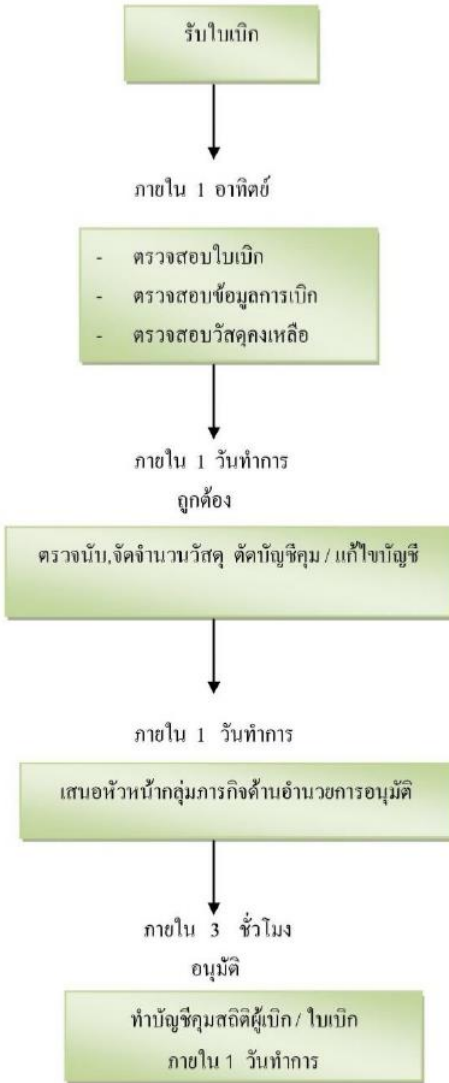 รับใบเบิก
ภายใน 1 อาทิตย์
- ตรวจสอบใบเบิก
- ตรวจสอบข้อมูลการเบิก
- ตรวจสอบวัสดุคงเหลือ
ภายใน 1 วันทำการ
ถูกต้อง
ตรวจนับ,จัดจำนวนวัสดุ ตัดบัญชีคุม / แก้ไขบัญชี
ภายใน 1 วันทำการ
เสนอหัวหน้ากลุ่มภารกิจด้านอำนวยการอนุมัติ
ภายใน 3 ชั่วโมง
อนุมัติ
ทำบัญชีคุมสถิติผู้เบิก / ใบเบิก
ภายใน 1 วันทำการ